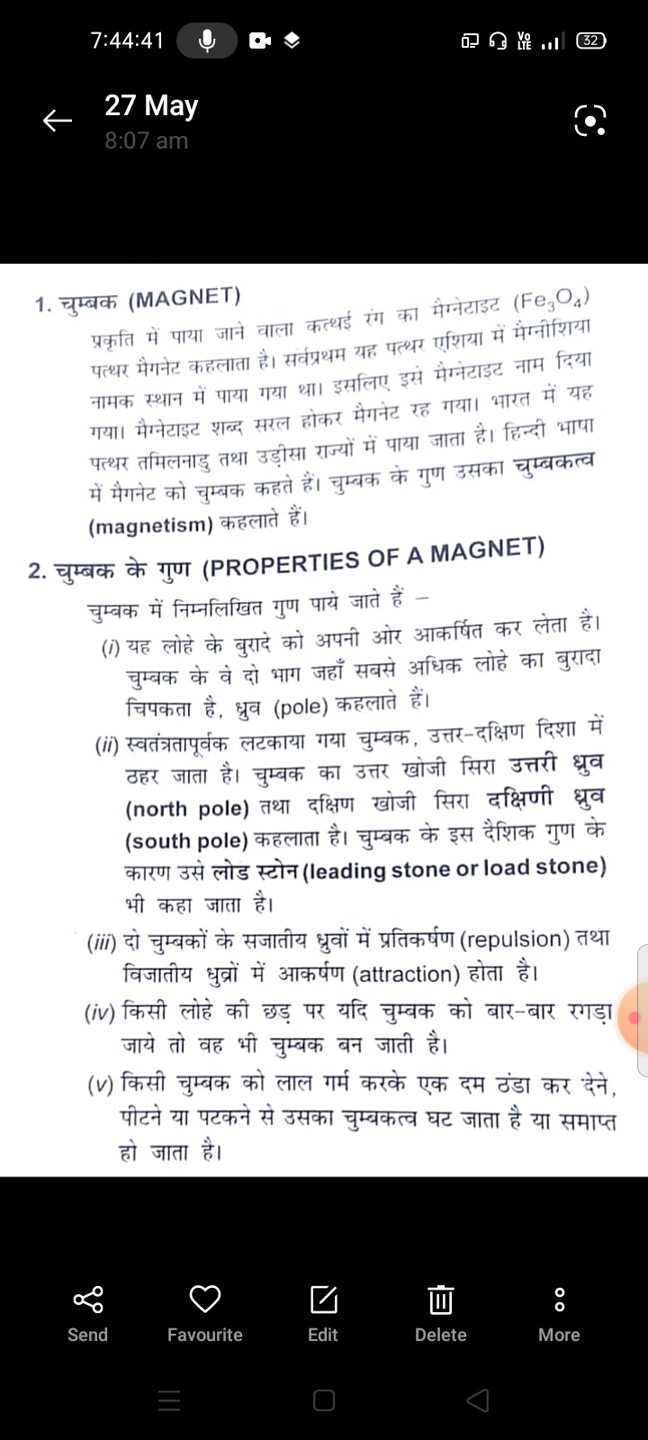 7:44:41
Vo
LTE
32
27 May
8:07 am
1. चुम्बक (MAGNET)
प्रकृति में पाया जाने वाला कत्थई रंग का मैग्नेटाइट (Fe₃O₄)
पत्थर मैगनेट कहलाता है। सर्वप्रथम यह पत्थर एशिया में मैग्नीशिया
नामक स्थान में पाया गया था। इसलिए इसे मैग्नेटाइट नाम दिया
गया। मैग्नेटाइट शब्द सरल होकर मैगनेट रह गया। भारत में यह
पत्थर तमिलनाडु तथा उड़ीसा राज्यों में पाया जाता है। हिन्दी भाषा
में मैगनेट को चुम्बक कहते हैं। चुम्बक के गुण उसका चुम्बकत्व
(magnetism) कहलाते हैं।
2. चुम्बक के गुण (PROPERTIES OF A MAGNET)
चुम्बक में निम्नलिखित गुण पाये जाते हैं –
(i) यह लोहे के बुरादे को अपनी ओर आकर्षित कर लेता है।
चुम्बक के वे दो भाग जहाँ सबसे अधिक लोहे का बुरादा
चिपकता है, ध्रुव (pole) कहलाते हैं।
(ii) स्वतंत्रतापूर्वक लटकाया गया चुम्बक, उत्तर-दक्षिण दिशा में
ठहर जाता है। चुम्बक का उत्तर खोजी सिरा उत्तरी ध्रुव
(north pole) तथा दक्षिण खोजी सिरा दक्षिणी ध्रुव
(south pole) कहलाता है। चुम्बक के इस दैशिक गुण के
कारण उसे लोड स्टोन (leading stone or load stone)
भी कहा जाता है।
(iii) दो चुम्बकों के सजातीय ध्रुवों में प्रतिकर्षण (repulsion) तथा
विजातीय धुव्रों में आकर्षण (attraction) होता है।
(iv) किसी लोहे की छड़ पर यदि चुम्बक को बार-बार रगड़ा
जाये तो वह भी चुम्बक बन जाती है।
(v) किसी चुम्बक को लाल गर्म करके एक दम ठंडा कर देने,
पीटने या पटकने से उसका चुम्बकत्व घट जाता है या समाप्त
हो जाता है।
Send Favourite Edit Delete More